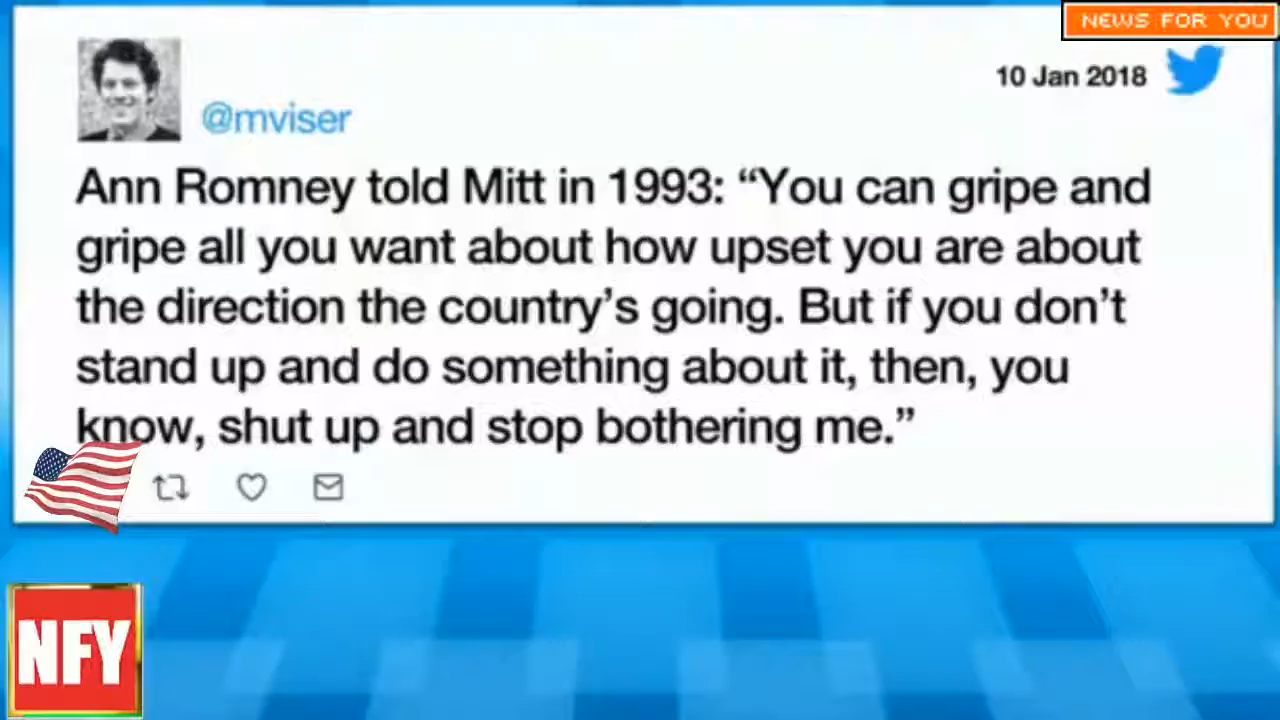 NEWS FOR YOU
10 Jan 2018
@mviser
Ann Romney told Mitt in 1993: “You can gripe and
gripe all you want about how upset you are about
the direction the country’s going. But if you don’t
stand up and do something about it, then, you
know, shut up and stop bothering me.”
NFY